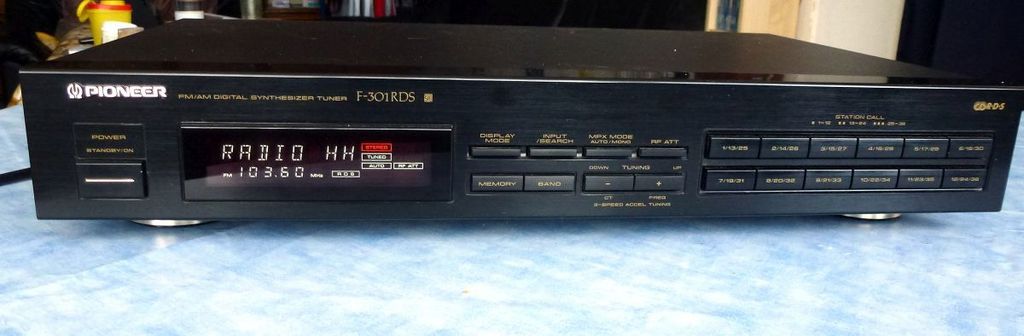 PIONEER
FM/AM DIGITAL SYNTHESIZER TUNER F-301RDS
RDS
POWER
STANDBY/ON
RADIO HH
STEREO
TUNED
AUTO RF ATT
FM 103.60 MHz RDS
DISPLAY MODE
INPUT /SEARCH
MPX MODE AUTO/MONO
RF ATT
MEMORY BAND
DOWN TUNING UP
− +
FREQ
3-SPEED ACCEL TUNING
STATION CALL
1–12 13–24 25–36
1/13/25 2/14/26 3/15/27 4/16/28 5/17/29 6/18/30
7/19/31 8/20/32 9/21/33 10/22/34 11/23/35 12/24/36